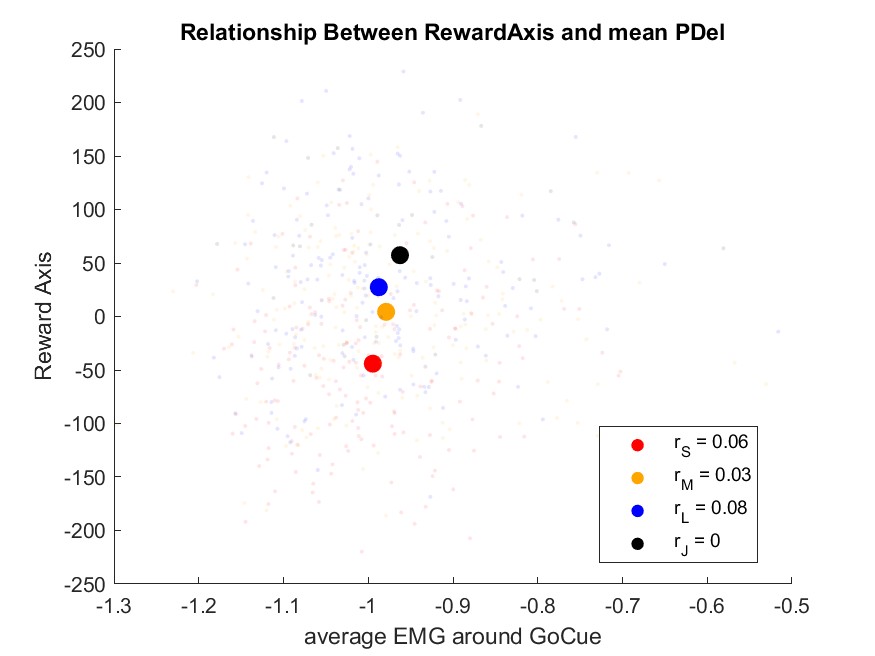 Relationship Between RewardAxis and mean PDel
250
200
150
100
50
0
-50
-100
-150
-200
-250
Reward Axis
-1.3
-1.2
-1.1
-1
-0.9
-0.8
-0.7
-0.6
-0.5
average EMG around GoCue
r_S = 0.06
r_M = 0.03
r_L = 0.08
r_J = 0